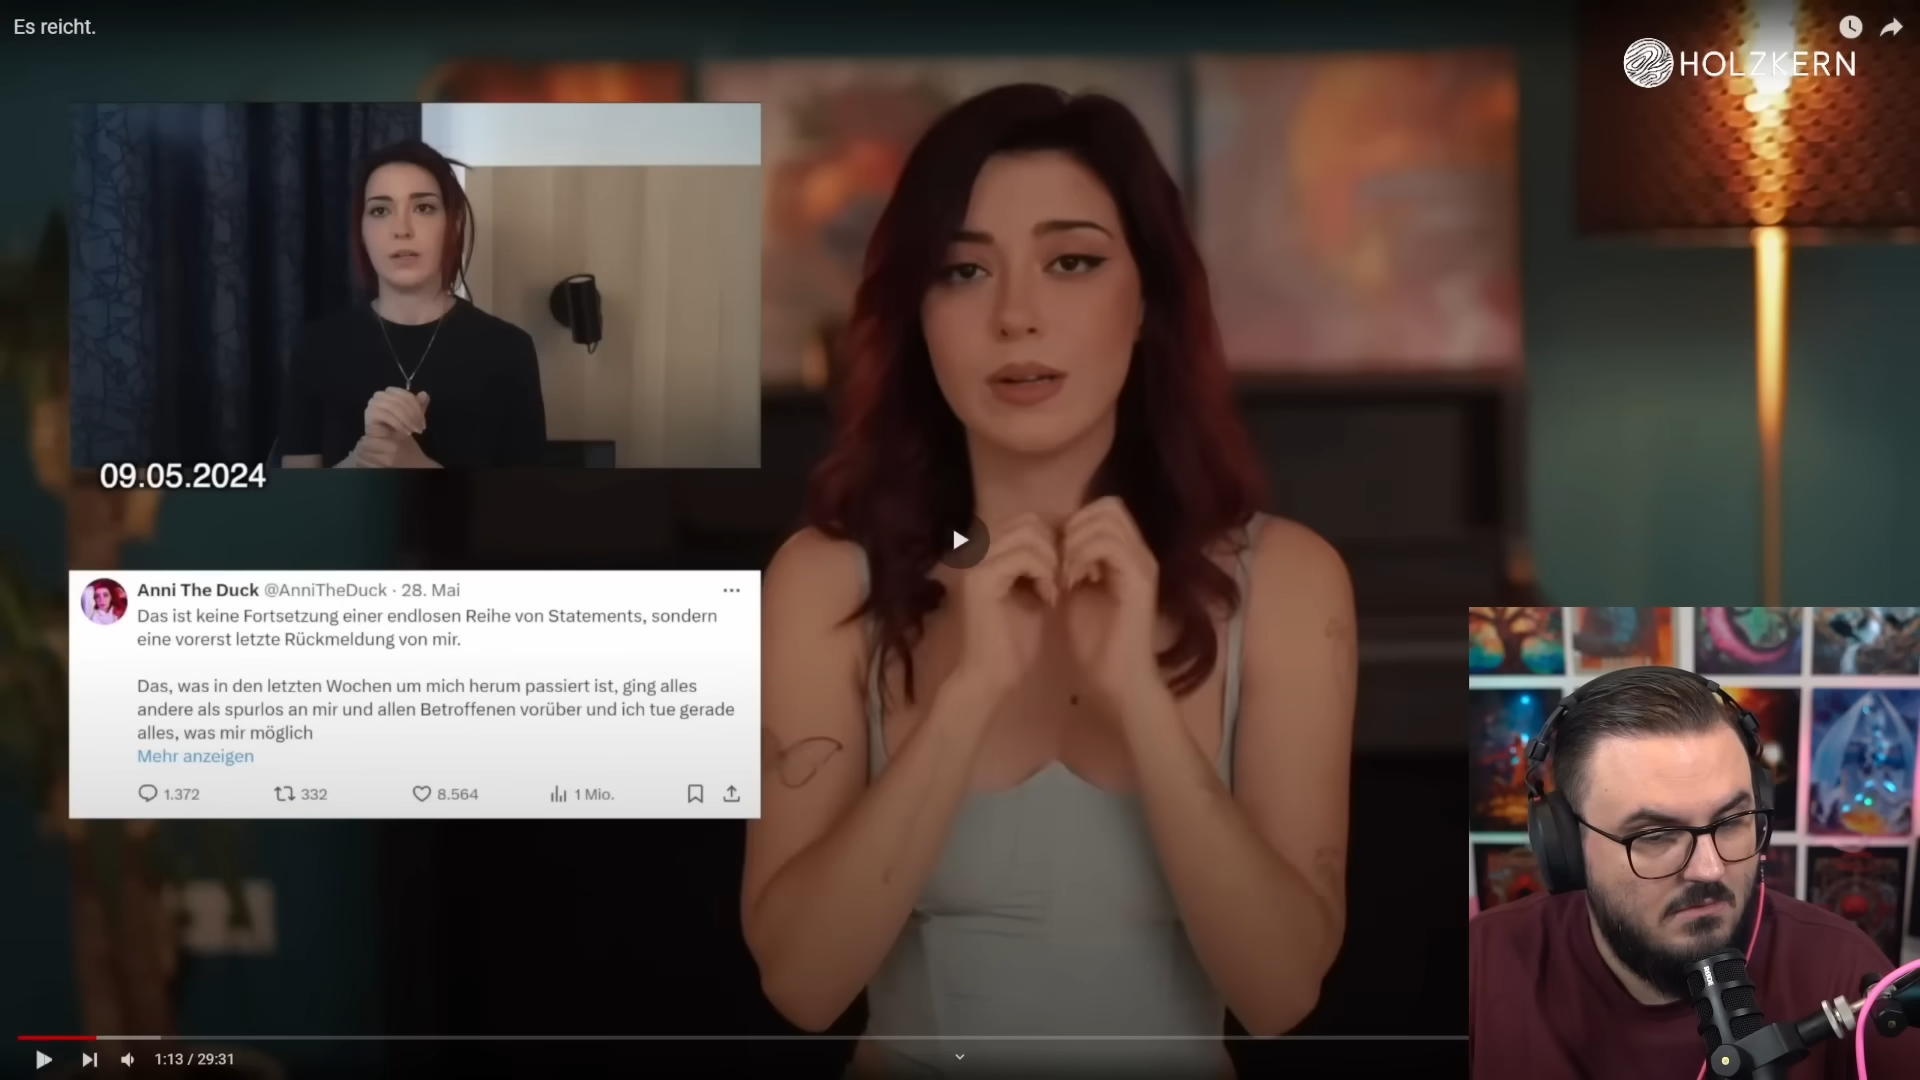 Es reicht.
HOLZKERN
09.05.2024
Anni The Duck @AnniTheDuck · 28. Mai
Das ist keine Fortsetzung einer endlosen Reihe von Statements, sondern
eine vorerst letzte Rückmeldung von mir.
Das, was in den letzten Wochen um mich herum passiert ist, ging alles
andere als spurlos an mir und allen Betroffenen vorüber und ich tue gerade
alles, was mir möglich
Mehr anzeigen
1.372 332 8.564 1 Mio.
1:13 / 29:31